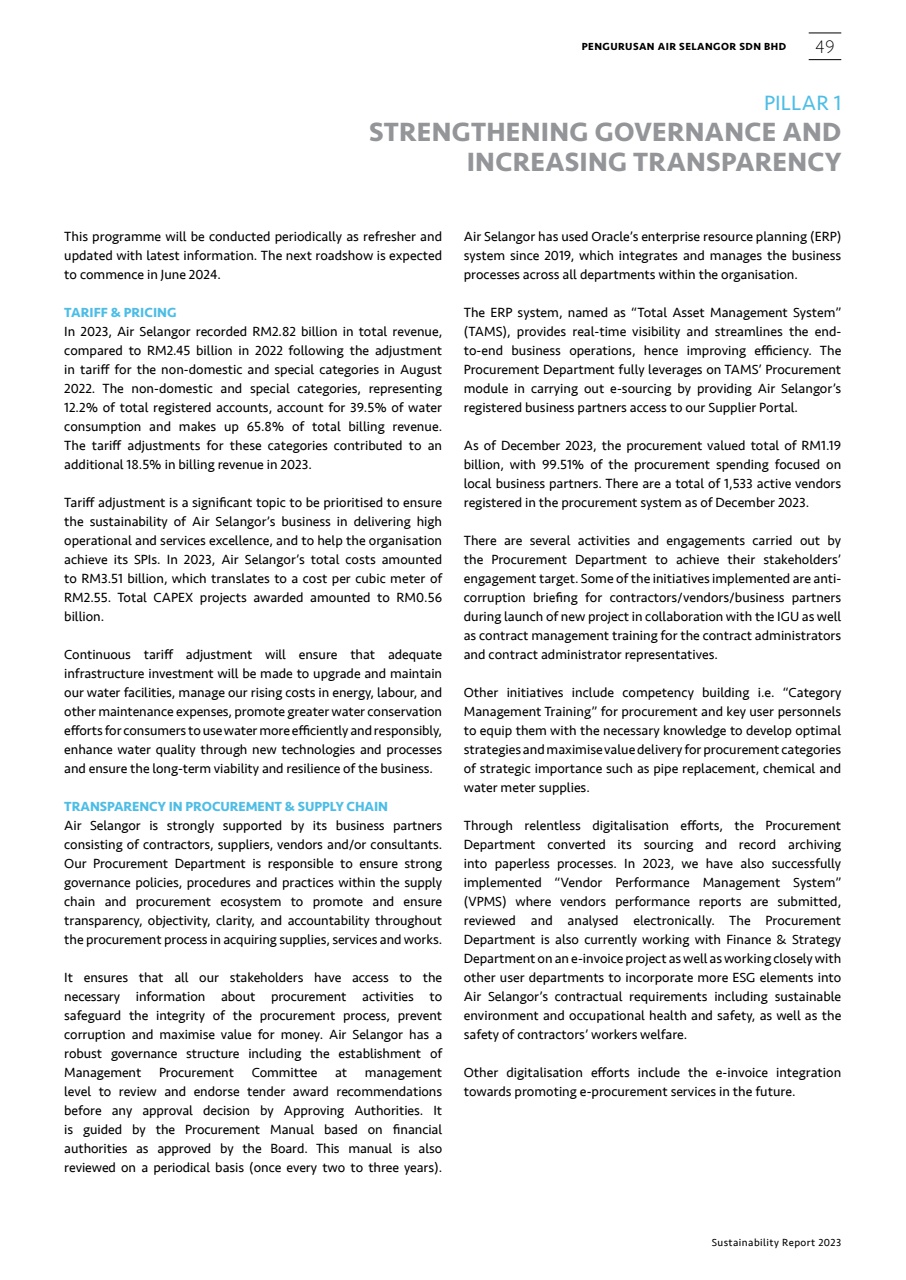 PENGURUSAN AIR SELANGOR SDN BHD 49
PILLAR 1
STRENGTHENING GOVERNANCE AND
INCREASING TRANSPARENCY
This programme will be conducted periodically as refresher and
updated with latest information. The next roadshow is expected
to commence in June 2024.
TARIFF & PRICING
In 2023, Air Selangor recorded RM2.82 billion in total revenue,
compared to RM2.45 billion in 2022 following the adjustment
in tariff for the non-domestic and special categories in August
2022. The non-domestic and special categories, representing
12.2% of total registered accounts, account for 39.5% of water
consumption and makes up 65.8% of total billing revenue.
The tariff adjustments for these categories contributed to an
additional 18.5% in billing revenue in 2023.
Tariff adjustment is a significant topic to be prioritised to ensure
the sustainability of Air Selangor’s business in delivering high
operational and services excellence, and to help the organisation
achieve its SPIs. In 2023, Air Selangor’s total costs amounted
to RM3.51 billion, which translates to a cost per cubic meter of
RM2.55. Total CAPEX projects awarded amounted to RM0.56
billion.
Continuous tariff adjustment will ensure that adequate
infrastructure investment will be made to upgrade and maintain
our water facilities, manage our rising costs in energy, labour, and
other maintenance expenses, promote greater water conservation
efforts for consumers to use water more efficiently and responsibly,
enhance water quality through new technologies and processes
and ensure the long-term viability and resilience of the business.
TRANSPARENCY IN PROCUREMENT & SUPPLY CHAIN
Air Selangor is strongly supported by its business partners
consisting of contractors, suppliers, vendors and/or consultants.
Our Procurement Department is responsible to ensure strong
governance policies, procedures and practices within the supply
chain and procurement ecosystem to promote and ensure
transparency, objectivity, clarity, and accountability throughout
the procurement process in acquiring supplies, services and works.
It ensures that all our stakeholders have access to the
necessary information about procurement activities to
safeguard the integrity of the procurement process, prevent
corruption and maximise value for money. Air Selangor has a
robust governance structure including the establishment of
Management Procurement Committee at management
level to review and endorse tender award recommendations
before any approval decision by Approving Authorities. It
is guided by the Procurement Manual based on financial
authorities as approved by the Board. This manual is also
reviewed on a periodical basis (once every two to three years).
Air Selangor has used Oracle’s enterprise resource planning (ERP)
system since 2019, which integrates and manages the business
processes across all departments within the organisation.
The ERP system, named as “Total Asset Management System”
(TAMS), provides real-time visibility and streamlines the end-
to-end business operations, hence improving efficiency. The
Procurement Department fully leverages on TAMS’ Procurement
module in carrying out e-sourcing by providing Air Selangor’s
registered business partners access to our Supplier Portal.
As of December 2023, the procurement valued total of RM1.19
billion, with 99.51% of the procurement spending focused on
local business partners. There are a total of 1,533 active vendors
registered in the procurement system as of December 2023.
There are several activities and engagements carried out by
the Procurement Department to achieve their stakeholders’
engagement target. Some of the initiatives implemented are anti-
corruption briefing for contractors/vendors/business partners
during launch of new project in collaboration with the IGU as well
as contract management training for the contract administrators
and contract administrator representatives.
Other initiatives include competency building i.e. “Category
Management Training” for procurement and key user personnels
to equip them with the necessary knowledge to develop optimal
strategies and maximise value delivery for procurement categories
of strategic importance such as pipe replacement, chemical and
water meter supplies.
Through relentless digitalisation efforts, the Procurement
Department converted its sourcing and record archiving
into paperless processes. In 2023, we have also successfully
implemented “Vendor Performance Management System”
(VPMS) where vendors performance reports are submitted,
reviewed and analysed electronically. The Procurement
Department is also currently working with Finance & Strategy
Department on an e-invoice project as well as working closely with
other user departments to incorporate more ESG elements into
Air Selangor’s contractual requirements including sustainable
environment and occupational health and safety, as well as the
safety of contractors’ workers welfare.
Other digitalisation efforts include the e-invoice integration
towards promoting e-procurement services in the future.
Sustainability Report 2023